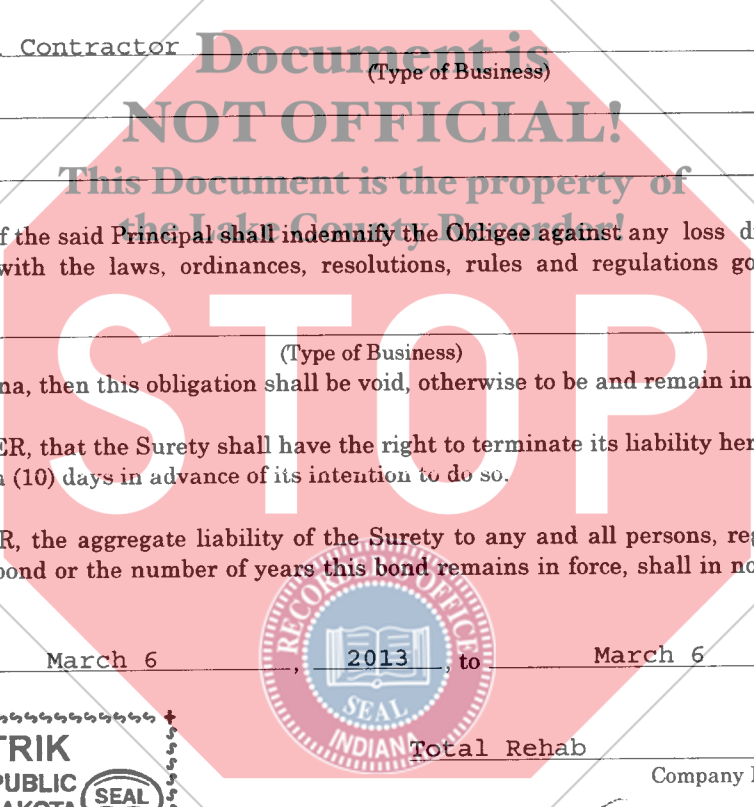 Contractor
Document is
(Type of Business)
NOT OFFICIAL!
This Document is the property of
the Lake County Recorder!
f the said Principal shall indemnify the Obligee against any loss di
with the laws, ordinances, resolutions, rules and regulations go
STOP
(Type of Business)
na, then this obligation shall be void, otherwise to be and remain in
ER, that the Surety shall have the right to terminate its liability her
n (10) days in advance of its intention to do so.
R, the aggregate liability of the Surety to any and all persons, reg
bond or the number of years this bond remains in force, shall in no
RECORDER OFFICE
March 6, 2013, to March 6
SEAL
INDIANA
Total Rehab
TRIK
Company
PUBLIC
SEAL
AKOTA